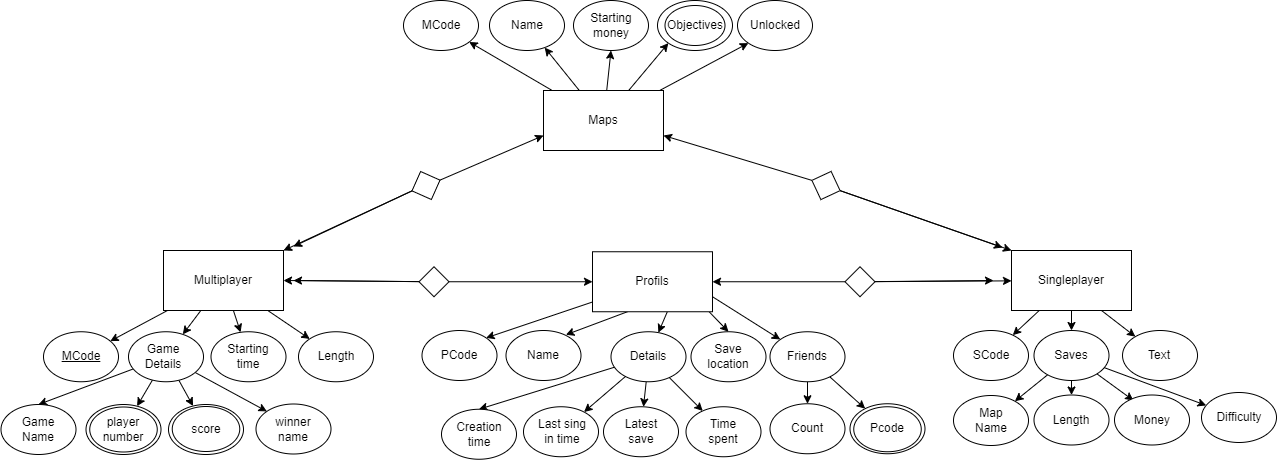 MCode
Name
Starting
money
Objectives
Unlocked
Maps
Multiplayer
Profils
Singleplayer
MCode
Game
Details
Starting
time
Length
PCode
Name
Details
Save
location
Friends
SCode
Saves
Text
Game
Name
player
number
score
winner
name
Creation
time
Last sing
in time
Latest
save
Time
spent
Count
Pcode
Map
Name
Length
Money
Difficulty